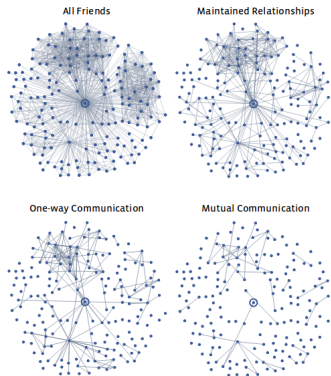 All Friends
Maintained Relationships
One-way Communication
Mutual Communication